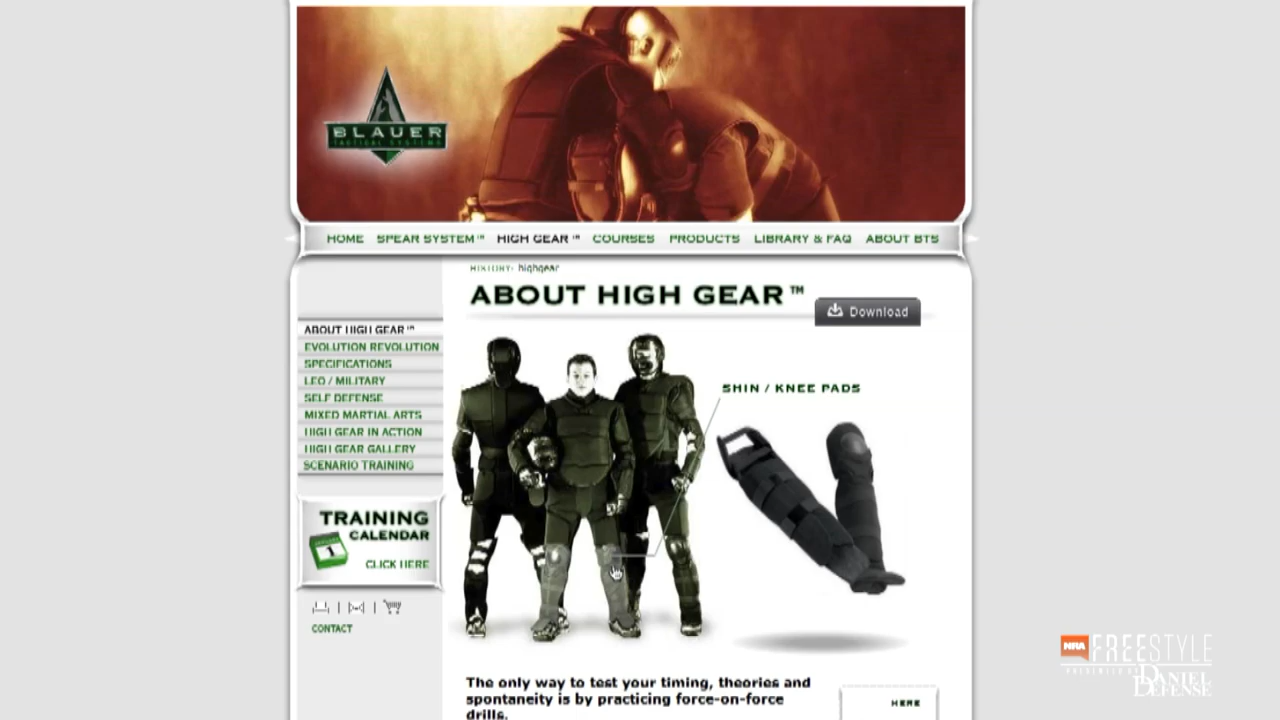 BLAUER
TACTICAL SYSTEMS
HOME SPEAR SYSTEM™ HIGH GEAR™ COURSES PRODUCTS LIBRARY & FAQ ABOUT BTS
HISTORY: highgear
ABOUT HIGH GEAR™
Download
ABOUT HIGH GEAR™
EVOLUTION REVOLUTION
SPECIFICATIONS
LEO / MILITARY
SELF DEFENSE
MIXED MARTIAL ARTS
HIGH GEAR IN ACTION
HIGH GEAR GALLERY
SCENARIO TRAINING
SHIN / KNEE PADS
TRAINING
CALENDAR
1
CLICK HERE
CONTACT
The only way to test your timing, theories and
spontaneity is by practicing force-on-force
drills.
HERE
NRA FREESTYLE
PRESENTED BY DANIEL
DEFENSE